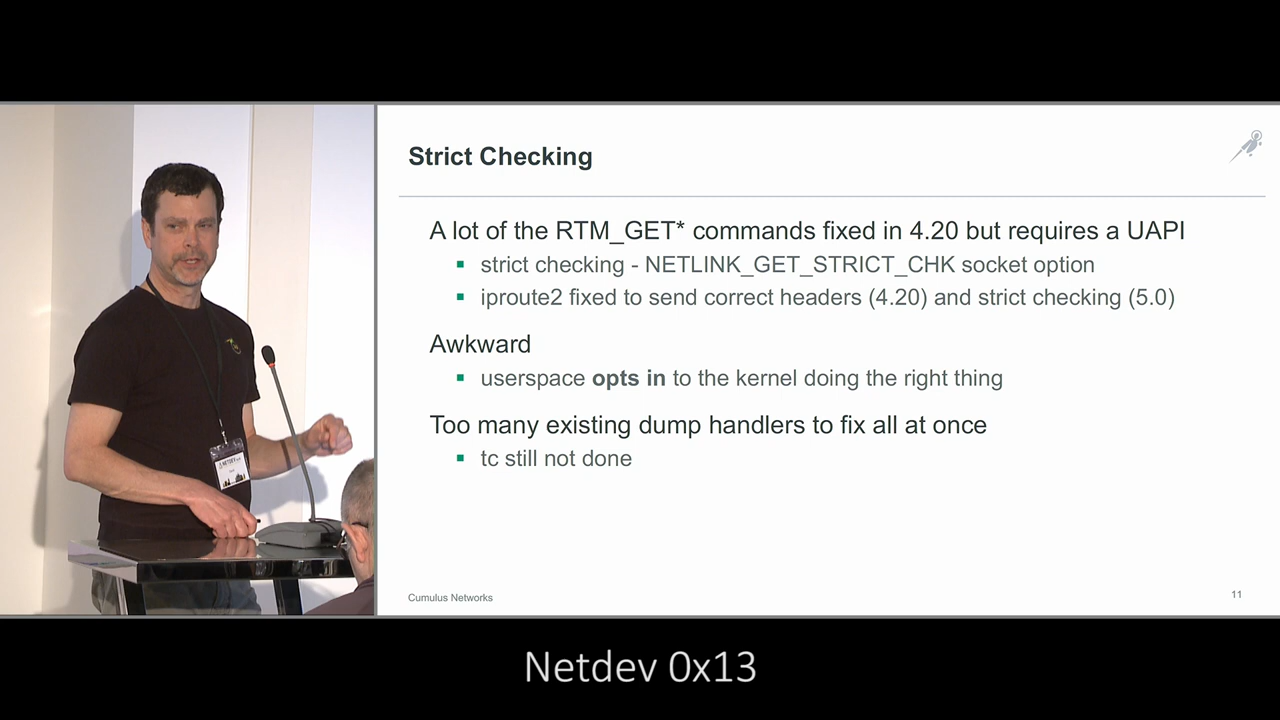 Strict Checking
A lot of the RTM_GET* commands fixed in 4.20 but requires a UAPI
▪ strict checking - NETLINK_GET_STRICT_CHK socket option
▪ iproute2 fixed to send correct headers (4.20) and strict checking (5.0)
Awkward
▪ userspace opts in to the kernel doing the right thing
Too many existing dump handlers to fix all at once
▪ tc still not done
NETDEV
Cumulus Networks
11
Netdev 0x13